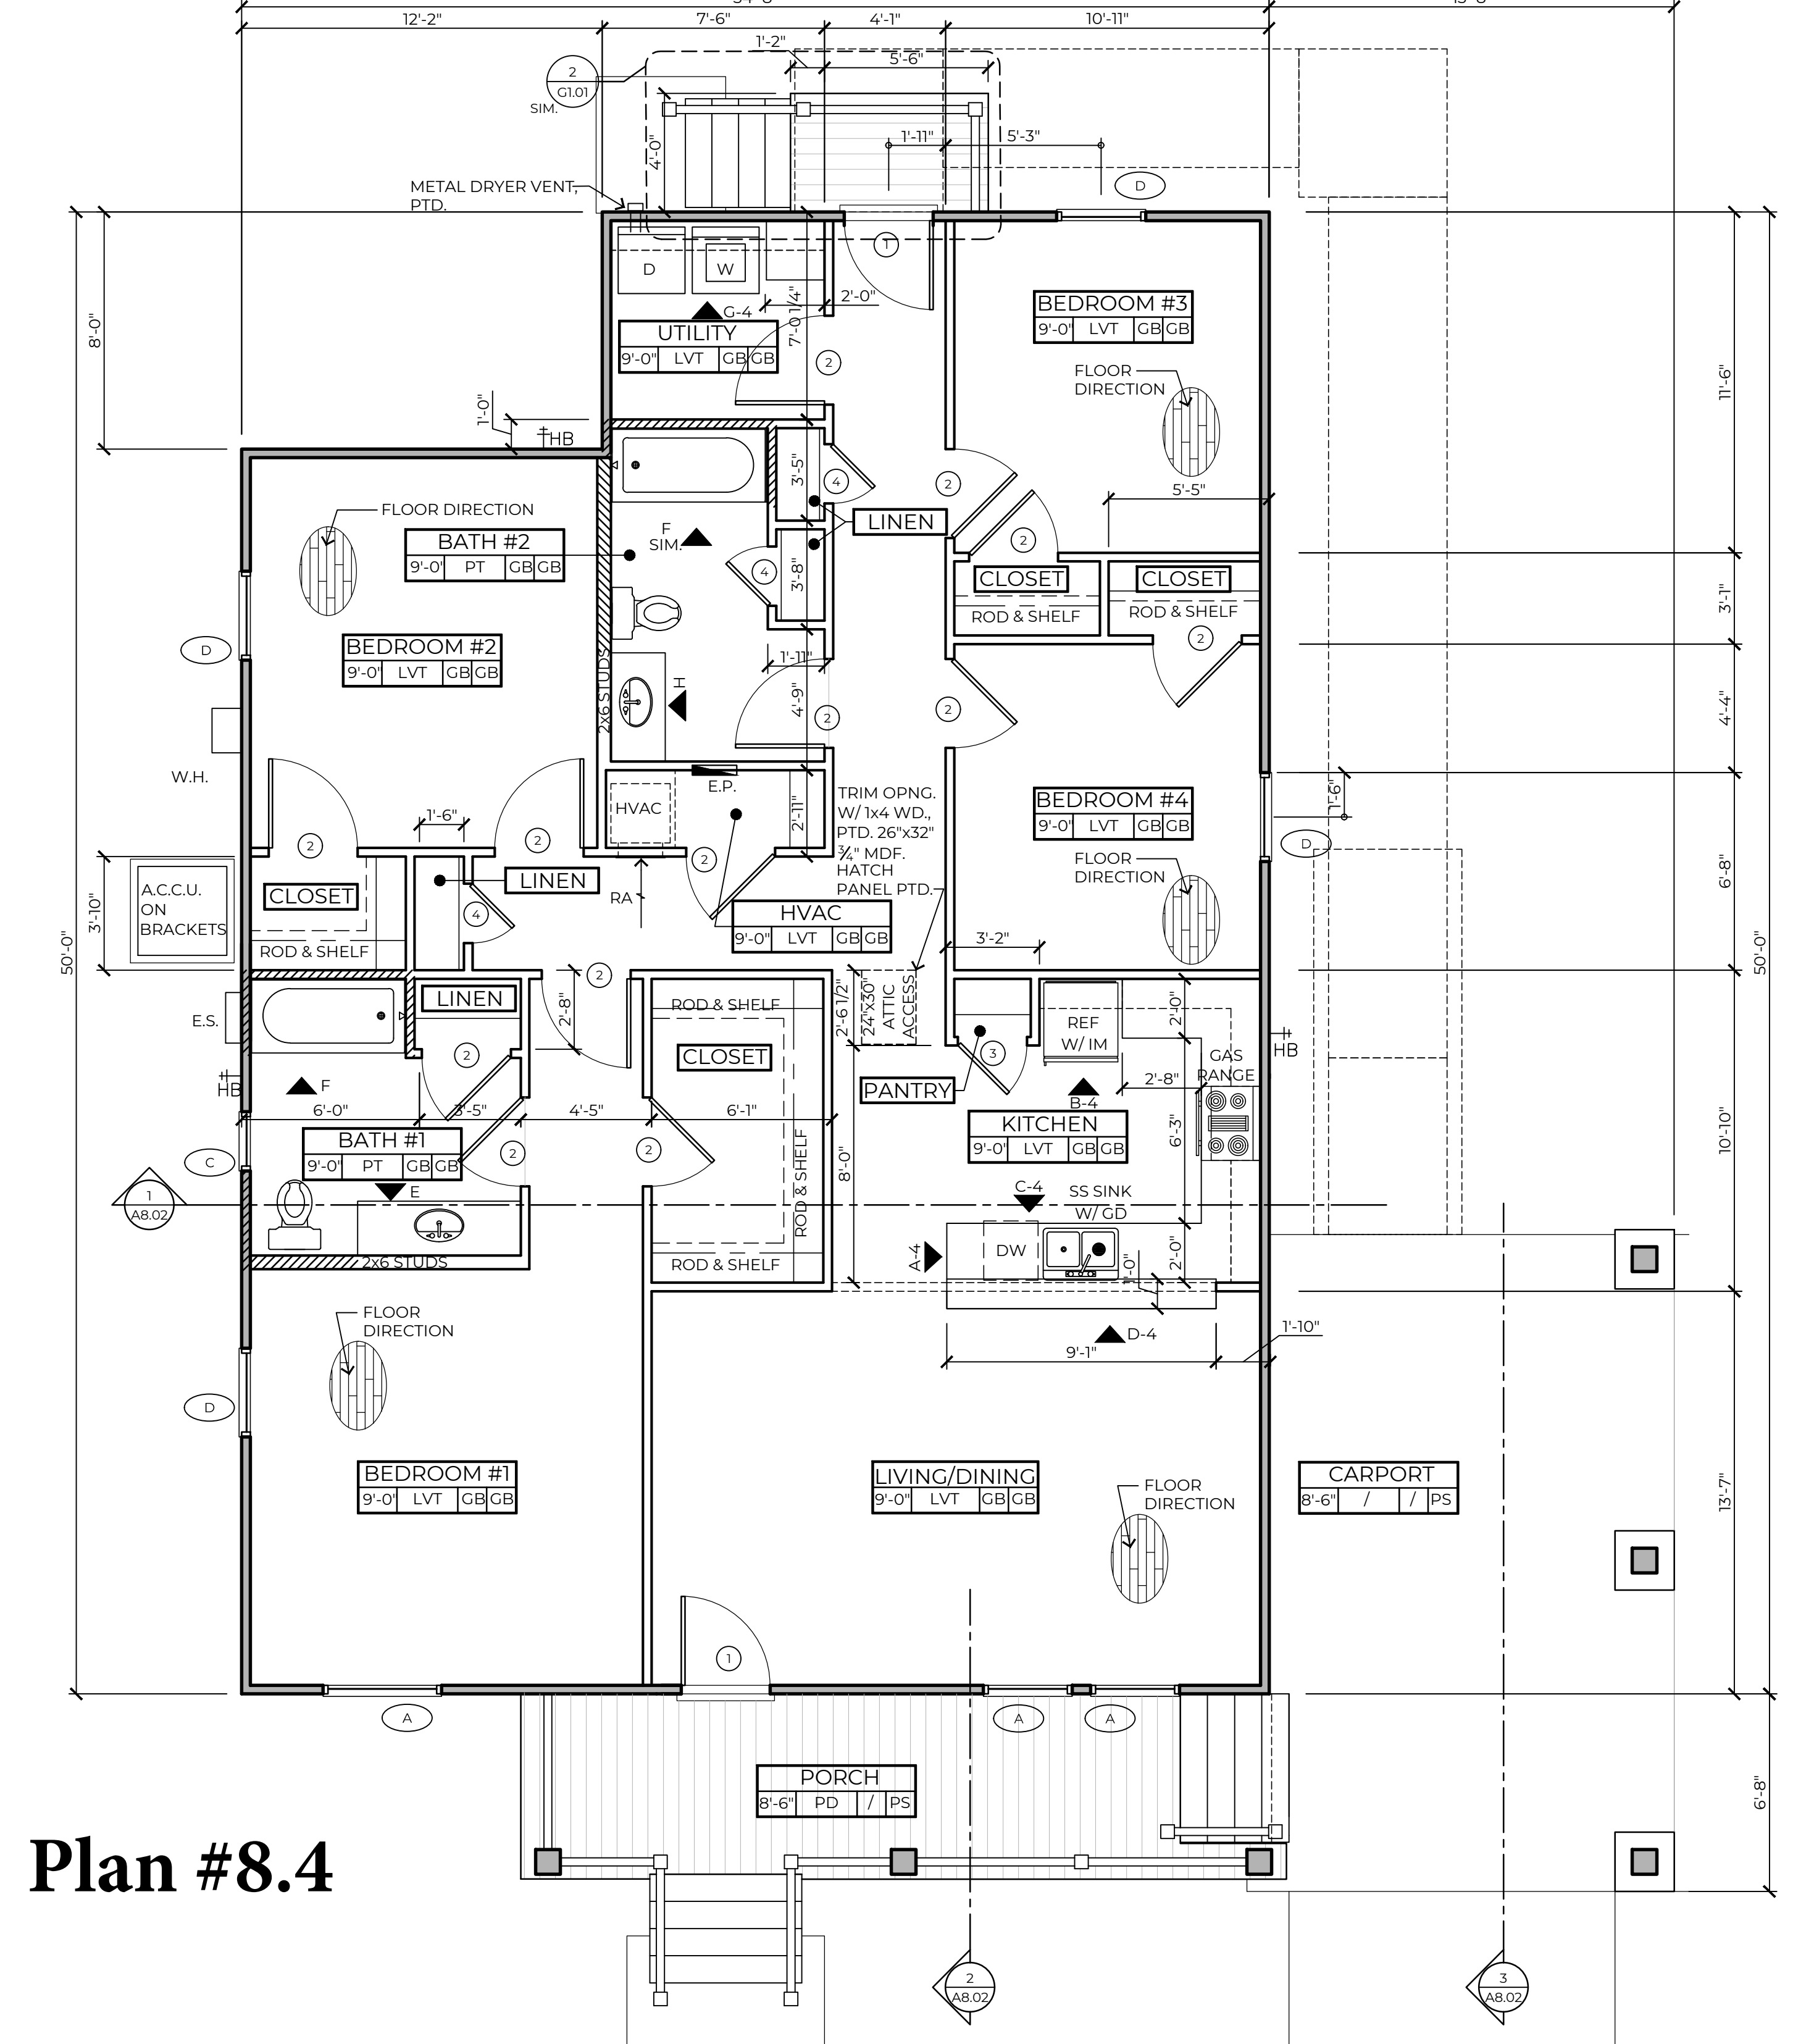 12'-2"
7'-6"
4'-1"
10'-11"
1'-2"
5'-6"
2
G1.01
SIM.
4'-0"
1'-11"
5'-3"
METAL DRYER VENT,
PTD.
D
1
D
W
2'-0"
G-4
7'-0 1/4"
UTILITY
9'-0" LVT GB GB
2
BEDROOM #3
9'-0" LVT GB GB
FLOOR
DIRECTION
8'-0"
11'-6"
1'-0"
HB
3'-5"
4
2
5'-5"
FLOOR DIRECTION
LINEN
BATH #2
9'-0" PT GB GB
F
SIM.
2
4
3'-8"
CLOSET
ROD & SHELF
CLOSET
ROD & SHELF
3'-1"
2
D
BEDROOM #2
9'-0" LVT GB GB
2x6 STUDS
1'-11"
H
4'-9"
2
2
4'-4"
W.H.
HVAC
E.P.
2'-11"
TRIM OPNG.
W/ 1x4 WD.,
PTD. 26"x32"
¾" MDF.
HATCH
PANEL PTD.
BEDROOM #4
9'-0" LVT GB GB
1'-6"
D
1'-6"
2
2
2
FLOOR
DIRECTION
6'-8"
A.C.C.U.
ON
BRACKETS
3'-10"
CLOSET
ROD & SHELF
LINEN
4
RA
HVAC
9'-0" LVT GB GB
3'-2"
50'-0"
50'-0"
2
E.S.
LINEN
2'-8"
ROD & SHELF
2'-6 1/2"
24"x30"
ATTIC
ACCESS
REF
W/ IM
2'-0"
HB
2
CLOSET
3
PANTRY
GAS
RANGE
2'-8"
HB
F
B-4
6'-0"
3'-5"
4'-5"
6'-1"
KITCHEN
9'-0" LVT GB GB
6'-3"
10'-10"
BATH #1
9'-0" PT GB GB
2
2
C
ROD & SHELF
8'-0"
E
C-4
SS SINK
W/ GD
1
A8.02
A-4
DW
1'-0"
2'-0"
2x6 STUDS
ROD & SHELF
FLOOR
DIRECTION
D-4
1'-10"
9'-1"
D
BEDROOM #1
9'-0" LVT GB GB
LIVING/DINING
9'-0" LVT GB GB
FLOOR
DIRECTION
CARPORT
8'-6" / / PS
13'-7"
1
A
A
A
PORCH
8'-6" PD / PS
6'-8"
Plan #8.4
2
A8.02
3
A8.02